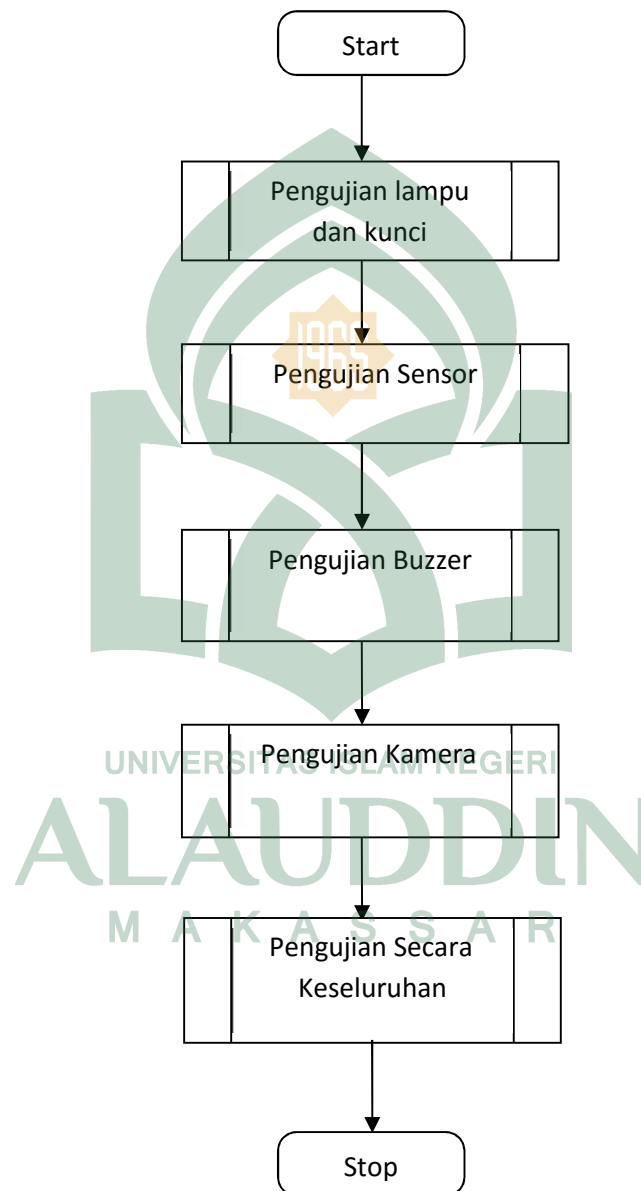 Start
Pengujian lampu
dan kunci
1965
Pengujian Sensor
Pengujian Buzzer
Pengujian Kamera
UNIVERSITAS ISLAM NEGERI
ALAUDDIN
MAKASSAR
Pengujian Secara
Keseluruhan
Stop